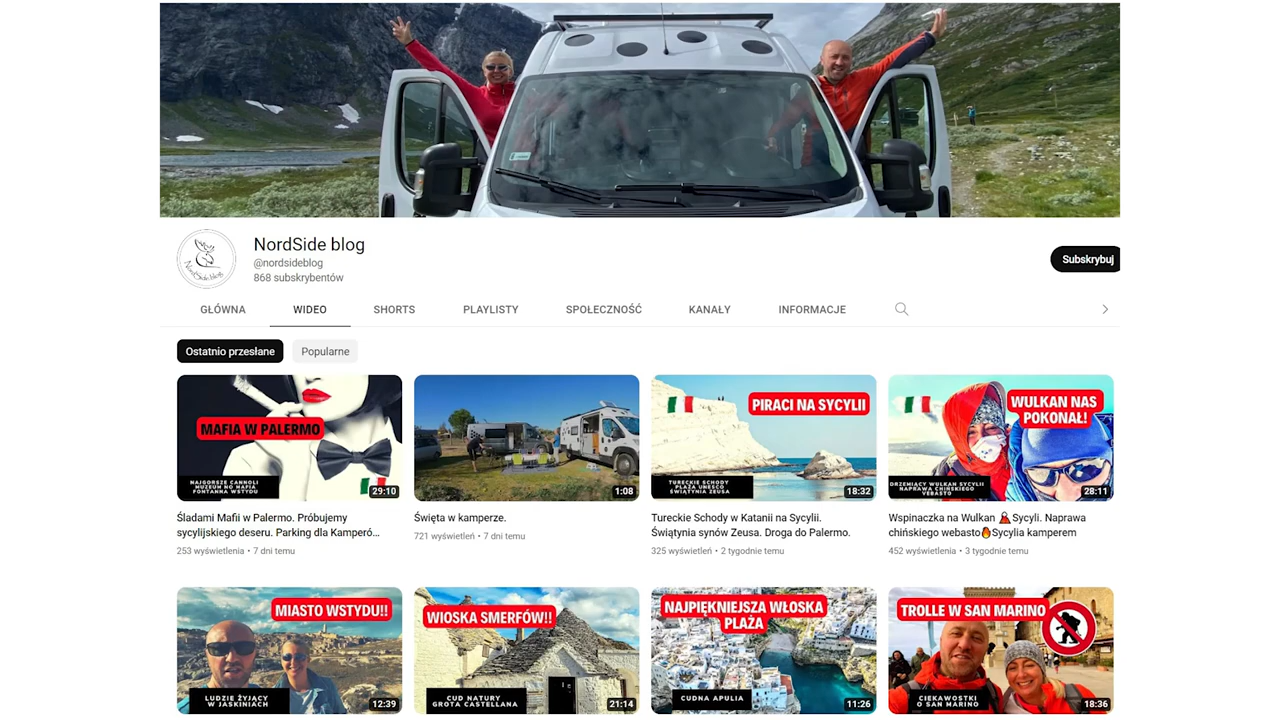 NordSide blog
@nordsideblog
868 subskrybentów
NordSide.blog
Subskrybuj
GŁÓWNA
WIDEO
SHORTS
PLAYLISTY
SPOŁECZNOŚĆ
KANAŁY
INFORMACJE
Ostatnio przesłane
Popularne
MAFIA W PALERMO
NAJGORSZE CANNOLI
MUZEUM NO MAFIA
FONTANNA WSTYDU
29:10
1:08
PIRACI NA SYCYLII
TURECKIE SCHODY
PLAŻA UNESCO
ŚWIĄTYNIA ZEUSA
18:32
WULKAN NAS
POKONAŁ!
DRZEMIĄCY WULKAN SYCYLII
NAPRAWA CHIŃSKIEGO
WEBASTO
28:11
Śladami Mafii w Palermo. Próbujemy
sycylijskiego deseru. Parking dla Kamperó...
253 wyświetlenia • 7 dni temu
Święta w kamperze.
721 wyświetleń • 7 dni temu
Tureckie Schody w Katanii na Sycylii.
Świątynia synów Zeusa. Droga do Palermo.
325 wyświetleń • 2 tygodnie temu
Wspinaczka na Wulkan 🌋Sycyli. Naprawa
chińskiego webasto🔥Sycylia kamperem
452 wyświetlenia • 3 tygodnie temu
MIASTO WSTYDU!!
LUDZIE ŻYJĄCY
W JASKINIACH
12:39
WIOSKA SMERFÓW!!
CUD NATURY
GROTA CASTELLANA
21:14
NAJPIĘKNIEJSZA WŁOSKA
PLAŻA
CUDNA APULIA
11:26
TROLLE W SAN MARINO
CIEKAWOSTKI
O SAN MARINO
18:36